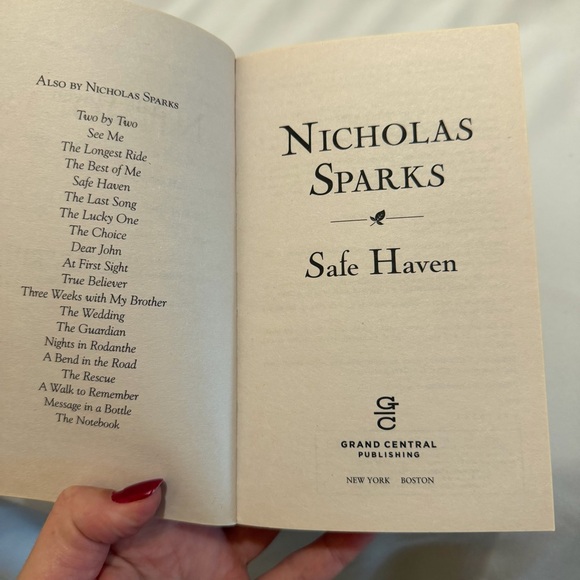 ALSO BY NICHOLAS SPARKS
Two by Two
See Me
The Longest Ride
The Best of Me
Safe Haven
The Last Song
The Lucky One
The Choice
Dear John
At First Sight
True Believer
Three Weeks with My Brother
The Wedding
The Guardian
Nights in Rodanthe
A Bend in the Road
The Rescue
A Walk to Remember
Message in a Bottle
The Notebook
NICHOLAS
SPARKS
Safe Haven
GC
GRAND CENTRAL
PUBLISHING
NEW YORK BOSTON